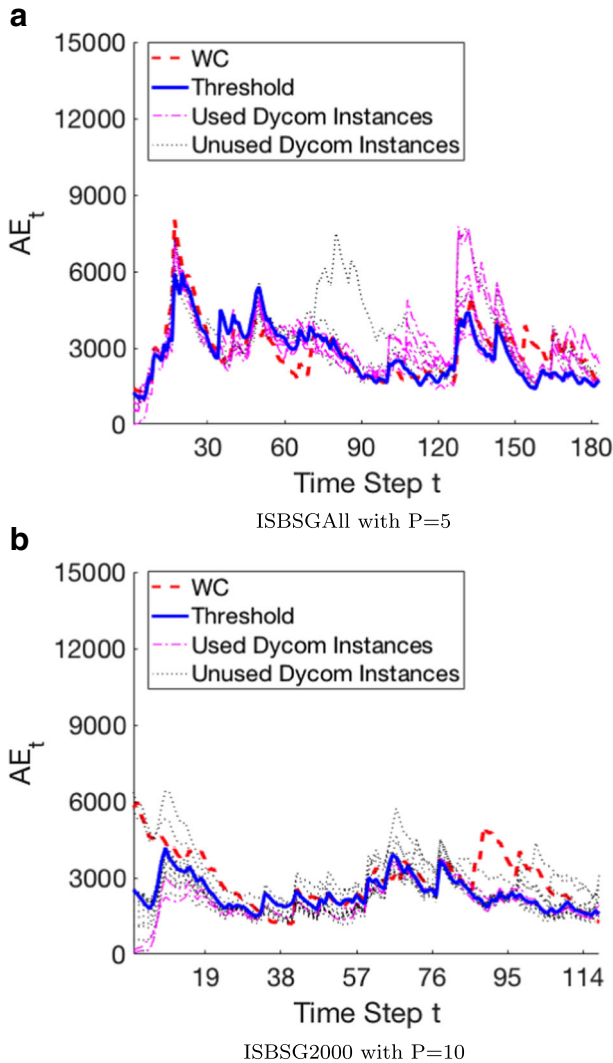 a
15000
12000
9000
6000
3000
0
AE_t
WC
Threshold
Used Dycom Instances
Unused Dycom Instances
30 60 90 120 150 180
Time Step t
ISBSGAll with P=5
b
15000
12000
9000
6000
3000
0
AE_t
WC
Threshold
Used Dycom Instances
Unused Dycom Instances
19 38 57 76 95 114
Time Step t
ISBSG2000 with P=10